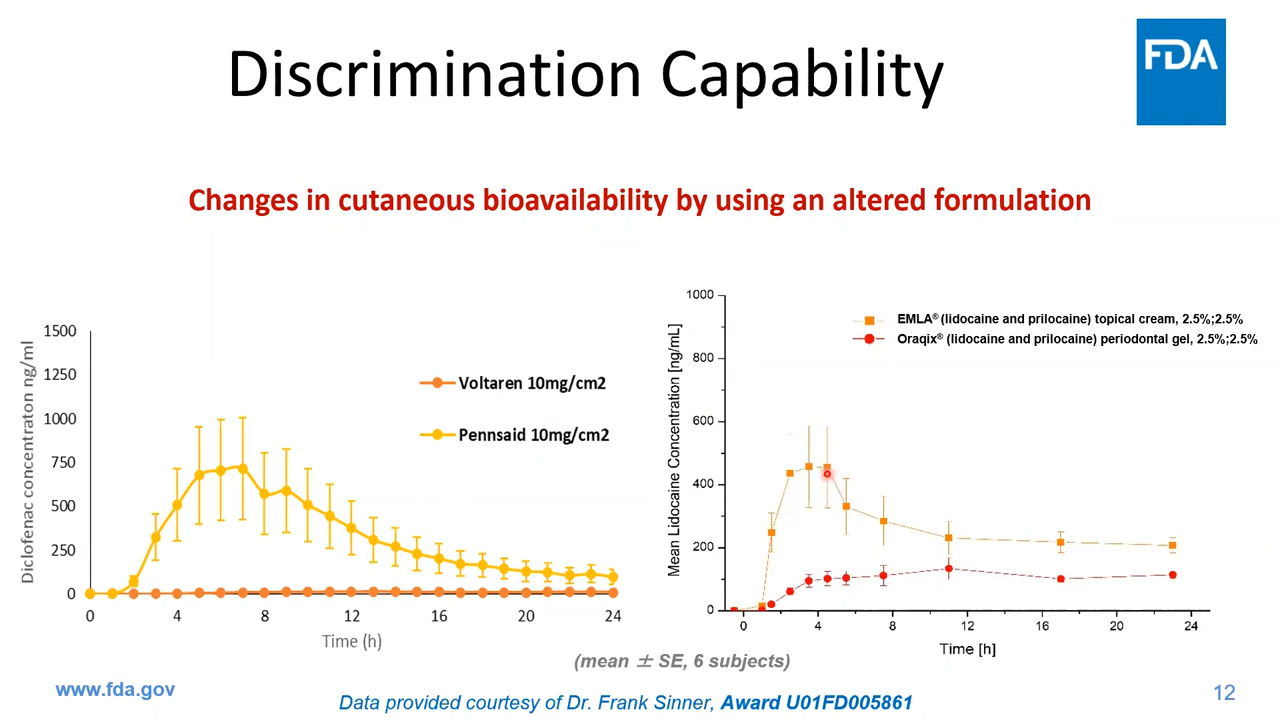 Discrimination Capability
FDA
Changes in cutaneous bioavailability by using an altered formulation
Diclofenac concentraton ng/ml
1500
1250
1000
750
500
250
0
0 4 8 12 16 20 24
Time (h)
Voltaren 10mg/cm2
Pennsaid 10mg/cm2
Mean Lidocaine Concentration [ng/mL]
1000
800
600
400
200
0
0 4 8 12 16 20 24
Time [h]
EMLA® (lidocaine and prilocaine) topical cream, 2.5%;2.5%
Oraqix® (lidocaine and prilocaine) periodontal gel, 2.5%;2.5%
(mean ± SE, 6 subjects)
www.fda.gov
Data provided courtesy of Dr. Frank Sinner, Award U01FD005861
12